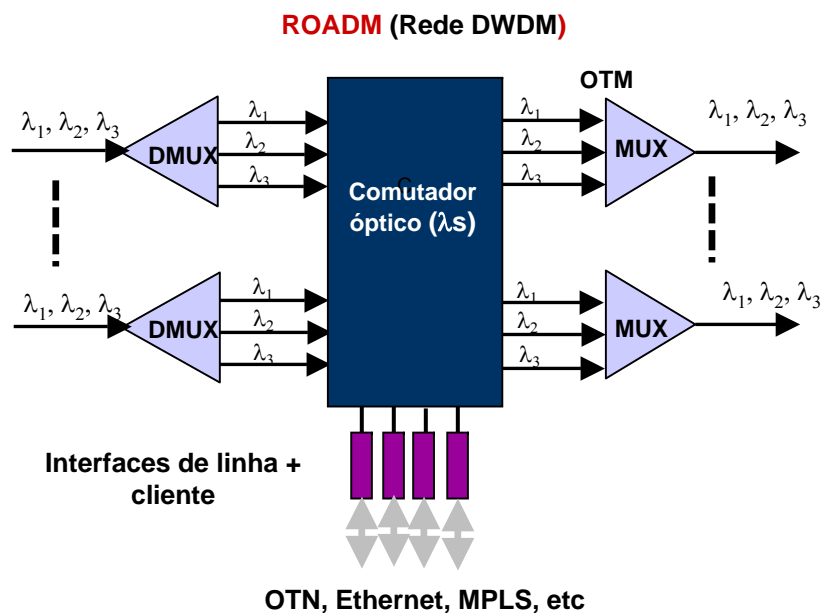 ROADM (Rede DWDM)
OTM
λ1, λ2, λ3
DMUX
λ1
λ2
λ3
Comutador
óptico (λs)
C
λ1
λ2
λ3
MUX
λ1, λ2, λ3
λ1, λ2, λ3
DMUX
λ1
λ2
λ3
λ1
λ2
λ3
MUX
λ1, λ2, λ3
Interfaces de linha +
cliente
OTN, Ethernet, MPLS, etc